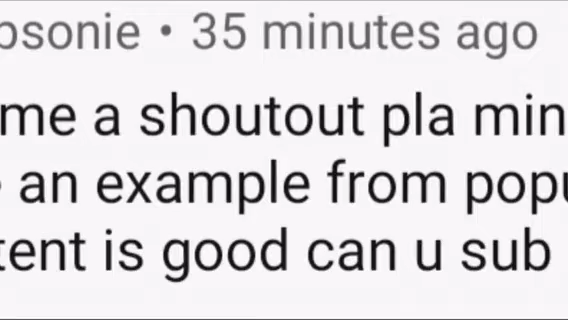 psonie • 35 minutes ago
me a shoutout pla min
an example from popu
tent is good can u sub